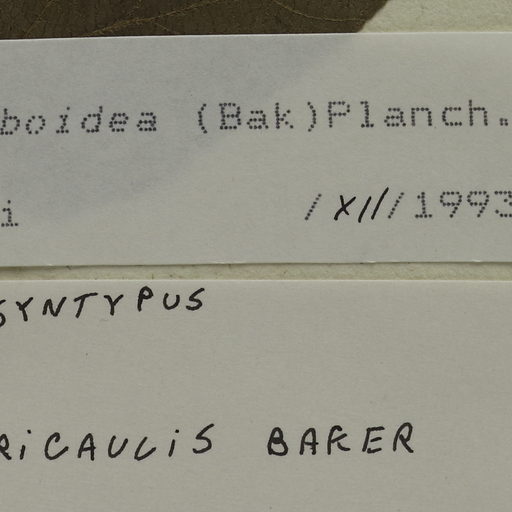 boidea (Bak)Planch.
i /XII/1993
SYNTYPUS
RiCAULiS BAKER